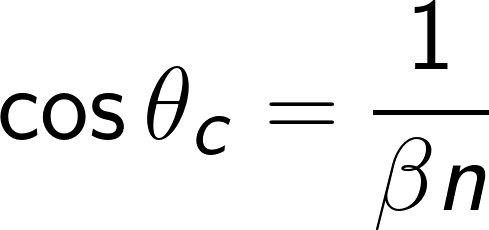 cos θ_c = 1/βn